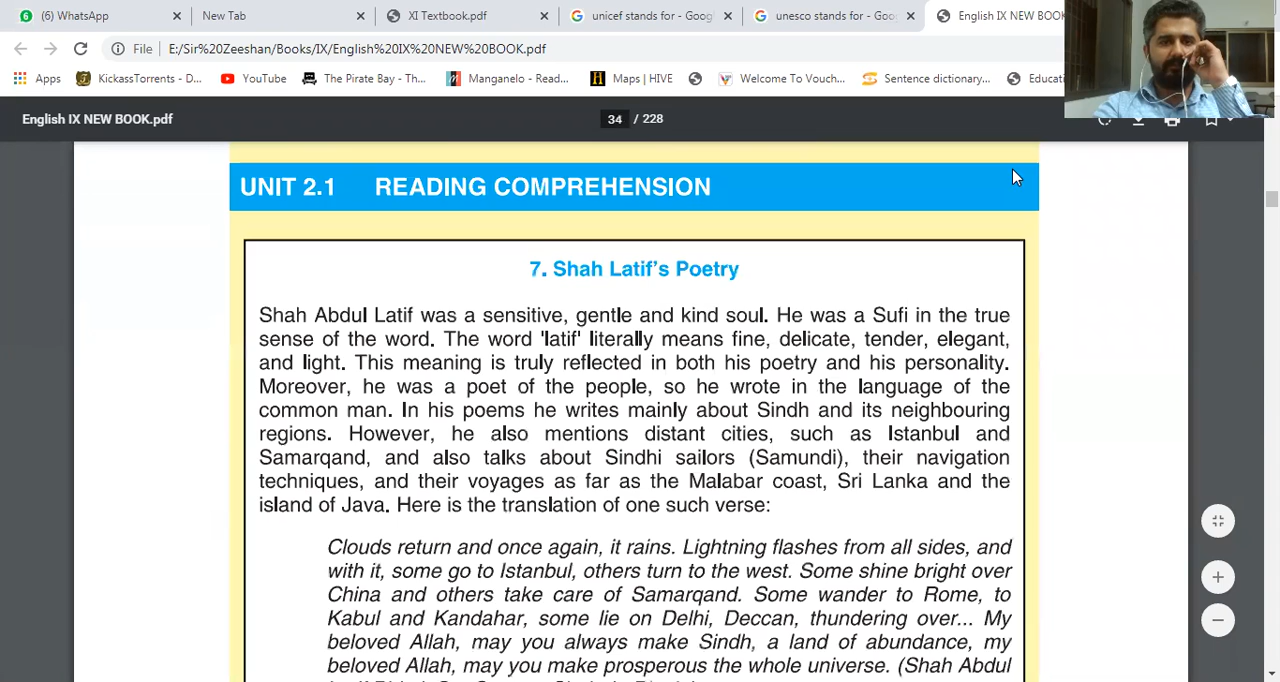 (6) WhatsApp
New Tab
XI Textbook.pdf
unicef stands for - Goog
unesco stands for - Goo
English IX NEW BOOK
File
E:/Sir%20Zeeshan/Books/IX/English%20IX%20NEW%20BOOK.pdf
Apps
KickassTorrents - D...
YouTube
The Pirate Bay - Th...
Manganelo - Read...
Maps | HIVE
Welcome To Vouch...
Sentence dictionary...
Educati
English IX NEW BOOK.pdf
34 / 228
UNIT 2.1 READING COMPREHENSION
7. Shah Latif's Poetry
Shah Abdul Latif was a sensitive, gentle and kind soul. He was a Sufi in the true
sense of the word. The word 'latif' literally means fine, delicate, tender, elegant,
and light. This meaning is truly reflected in both his poetry and his personality.
Moreover, he was a poet of the people, so he wrote in the language of the
common man. In his poems he writes mainly about Sindh and its neighbouring
regions. However, he also mentions distant cities, such as Istanbul and
Samarqand, and also talks about Sindhi sailors (Samundi), their navigation
techniques, and their voyages as far as the Malabar coast, Sri Lanka and the
island of Java. Here is the translation of one such verse:
Clouds return and once again, it rains. Lightning flashes from all sides, and
with it, some go to Istanbul, others turn to the west. Some shine bright over
China and others take care of Samarqand. Some wander to Rome, to
Kabul and Kandahar, some lie on Delhi, Deccan, thundering over... My
beloved Allah, may you always make Sindh, a land of abundance, my
beloved Allah, may you make prosperous the whole universe. (Shah Abdul